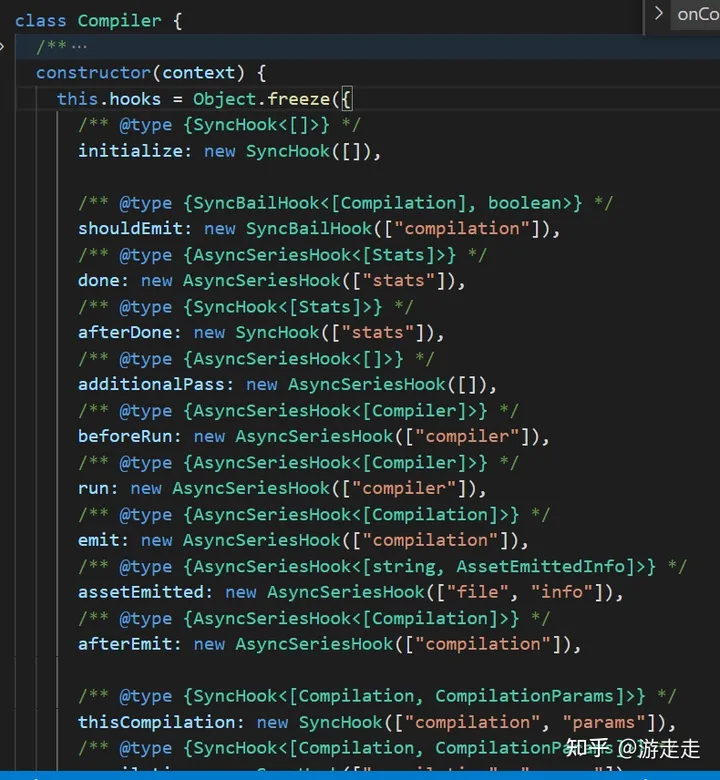 class Compiler {
onCo
/**···
constructor(context) {
this.hooks = Object.freeze({
/** @type {SyncHook<[]>} */
initialize: new SyncHook([]),
/** @type {SyncBailHook<[Compilation], boolean>} */
shouldEmit: new SyncBailHook(["compilation"]),
/** @type {AsyncSeriesHook<[Stats]>} */
done: new AsyncSeriesHook(["stats"]),
/** @type {SyncHook<[Stats]>} */
afterDone: new SyncHook(["stats"]),
/** @type {AsyncSeriesHook<[]>} */
additionalPass: new AsyncSeriesHook([]),
/** @type {AsyncSeriesHook<[Compiler]>} */
beforeRun: new AsyncSeriesHook(["compiler"]),
/** @type {AsyncSeriesHook<[Compiler]>} */
run: new AsyncSeriesHook(["compiler"]),
/** @type {AsyncSeriesHook<[Compilation]>} */
emit: new AsyncSeriesHook(["compilation"]),
/** @type {AsyncSeriesHook<[string, AssetEmittedInfo]>} */
assetEmitted: new AsyncSeriesHook(["file", "info"]),
/** @type {AsyncSeriesHook<[Compilation]>} */
afterEmit: new AsyncSeriesHook(["compilation"]),
/** @type {SyncHook<[Compilation, CompilationParams]>} */
thisCompilation: new SyncHook(["compilation", "params"]),
/** @type {SyncHook<[Compilation, CompilationParams]>} */
知乎 @游走走